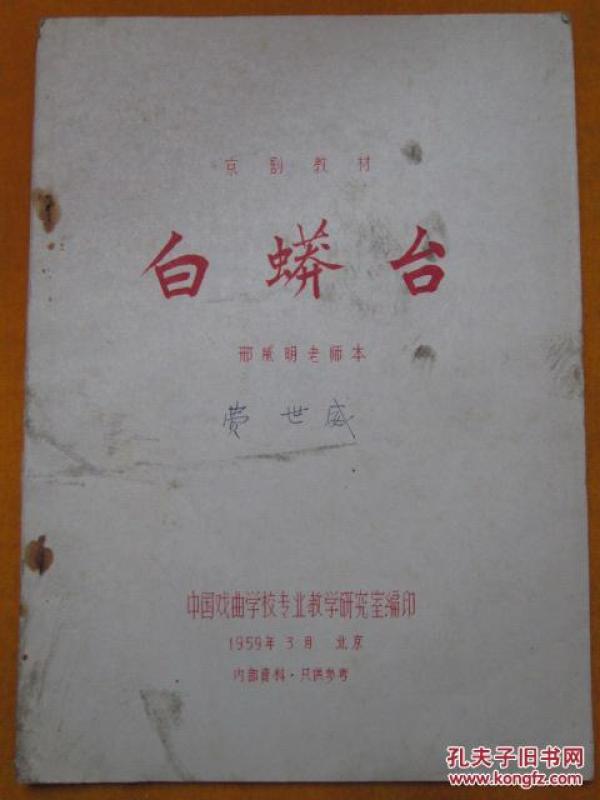 京剧教材
白蟒台
邢威明老师本
费世威
中国戏曲学校专业教学研究室编印
1959年3月 北京
内部資料·只供参考
孔夫子旧书网
www.kongfz.com